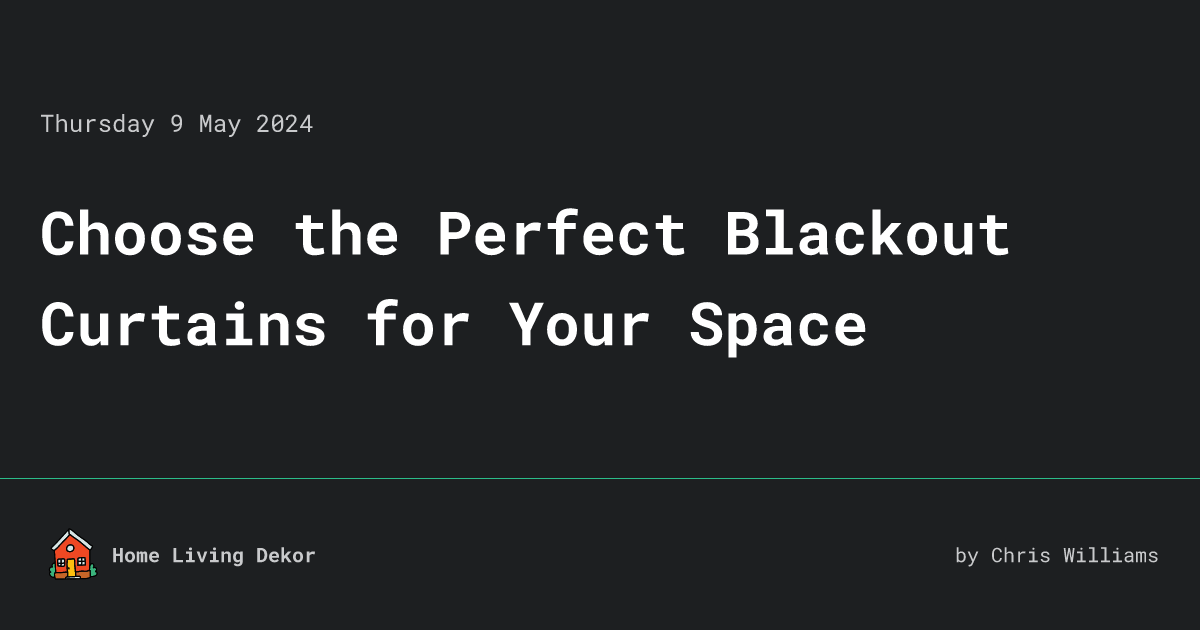 Thursday 9 May 2024
Choose the Perfect Blackout
Curtains for Your Space
Home Living Dekor
by Chris Williams